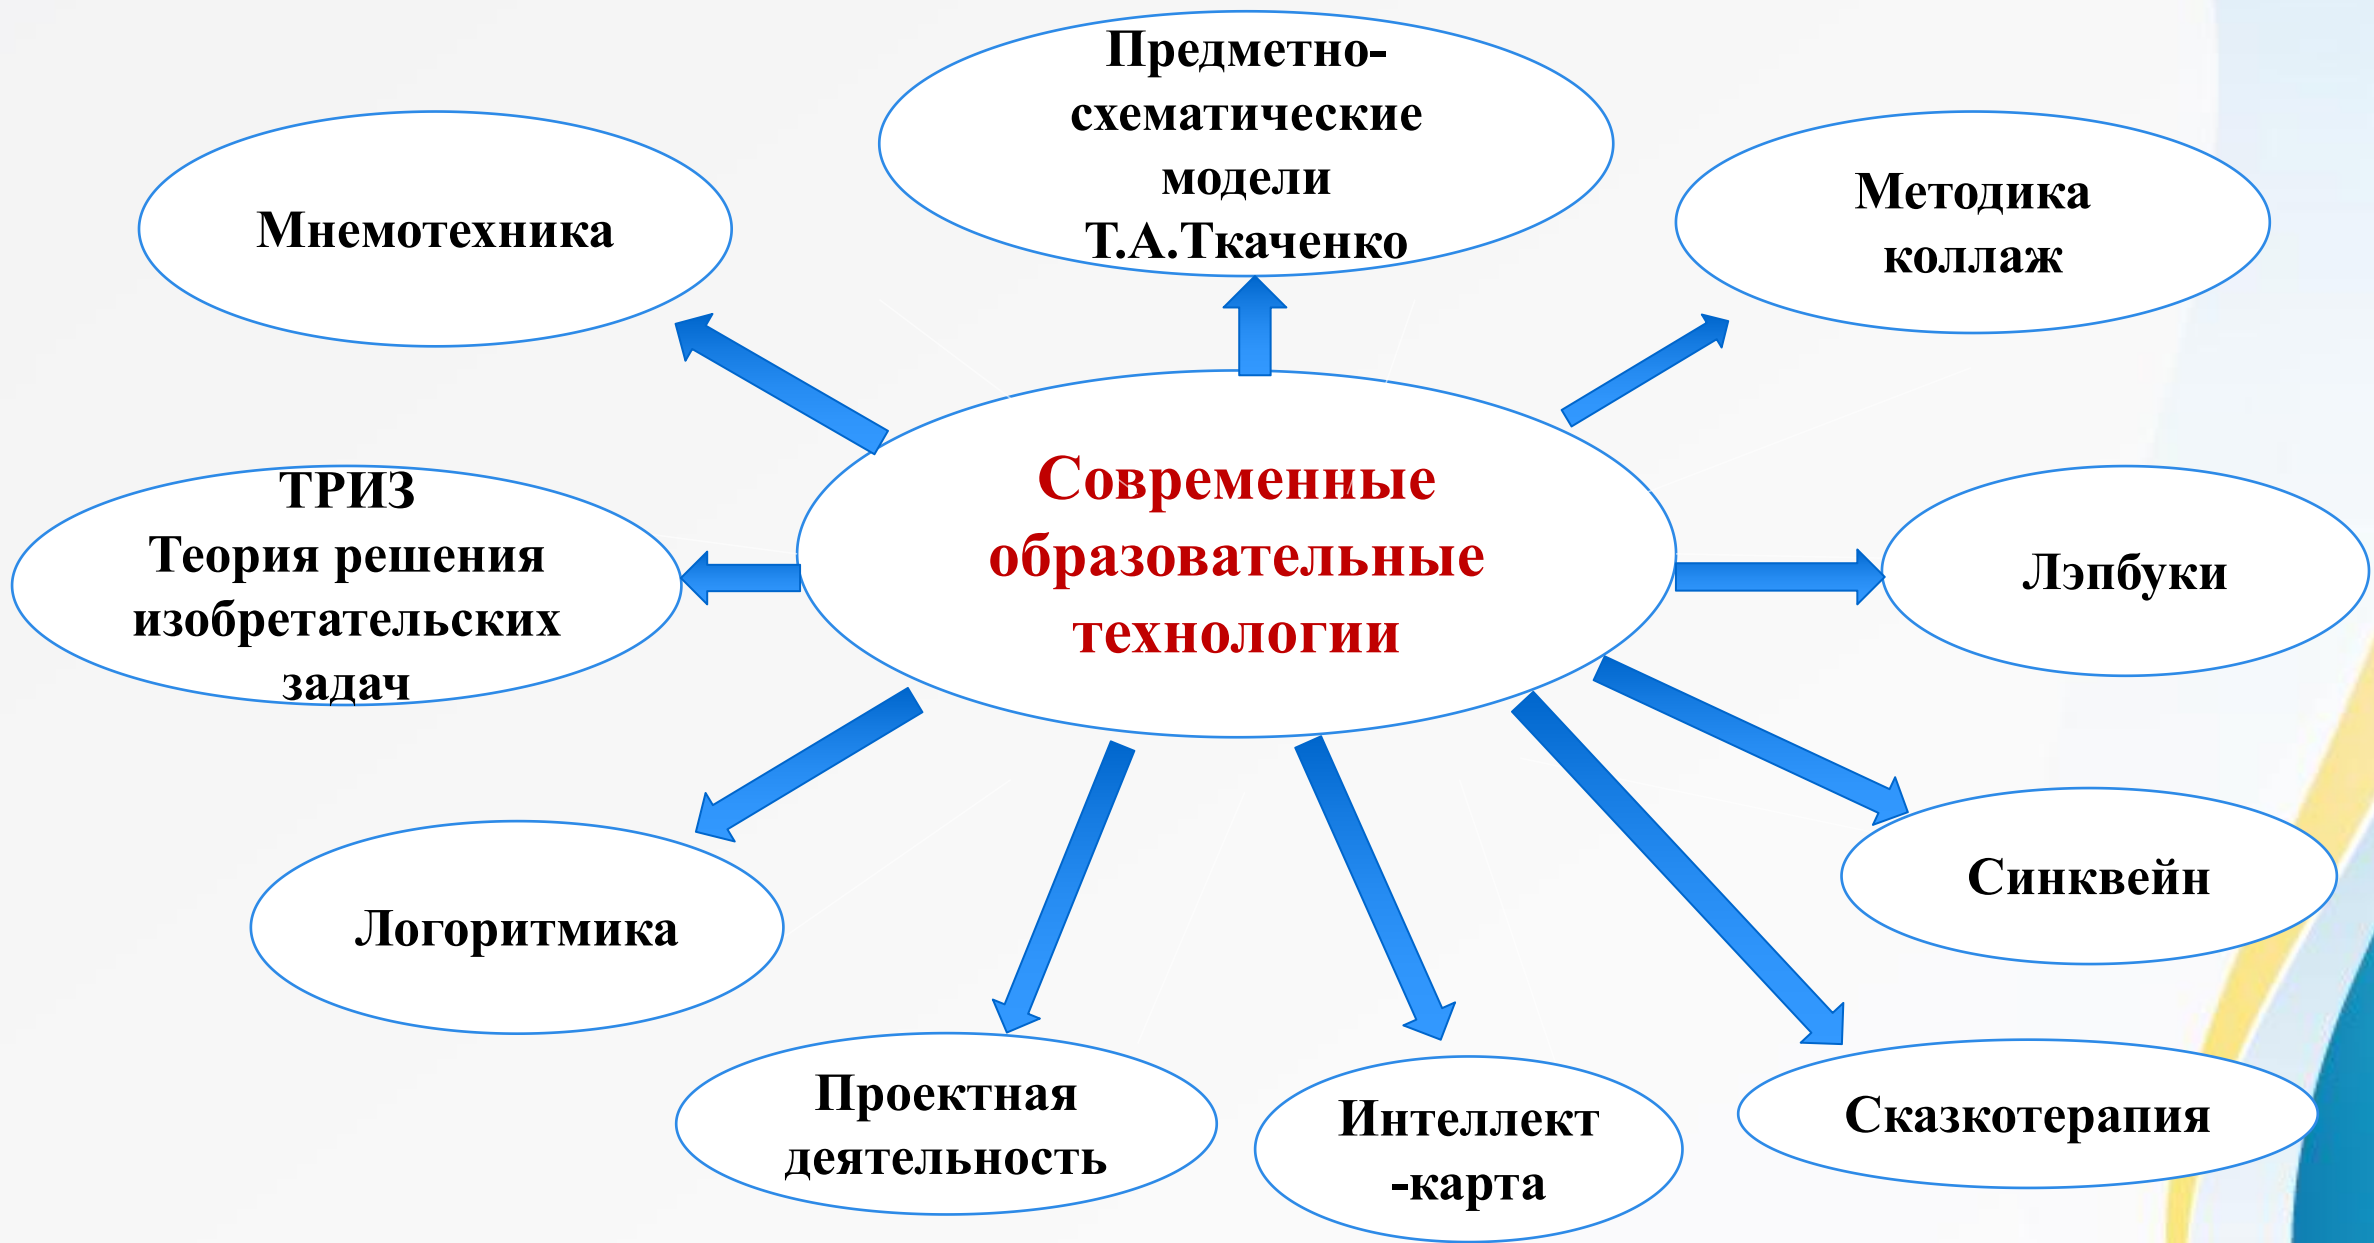 Предметно-
схематические
модели
Т.А.Ткаченко
Мнемотехника
Методика
коллаж
Современные
образовательные
технологии
ТРИЗ
Теория решения
изобретательских
задач
Лэпбуки
Логоритмика
Синквейн
Проектная
деятельность
Интеллект
-карта
Сказкотерапия